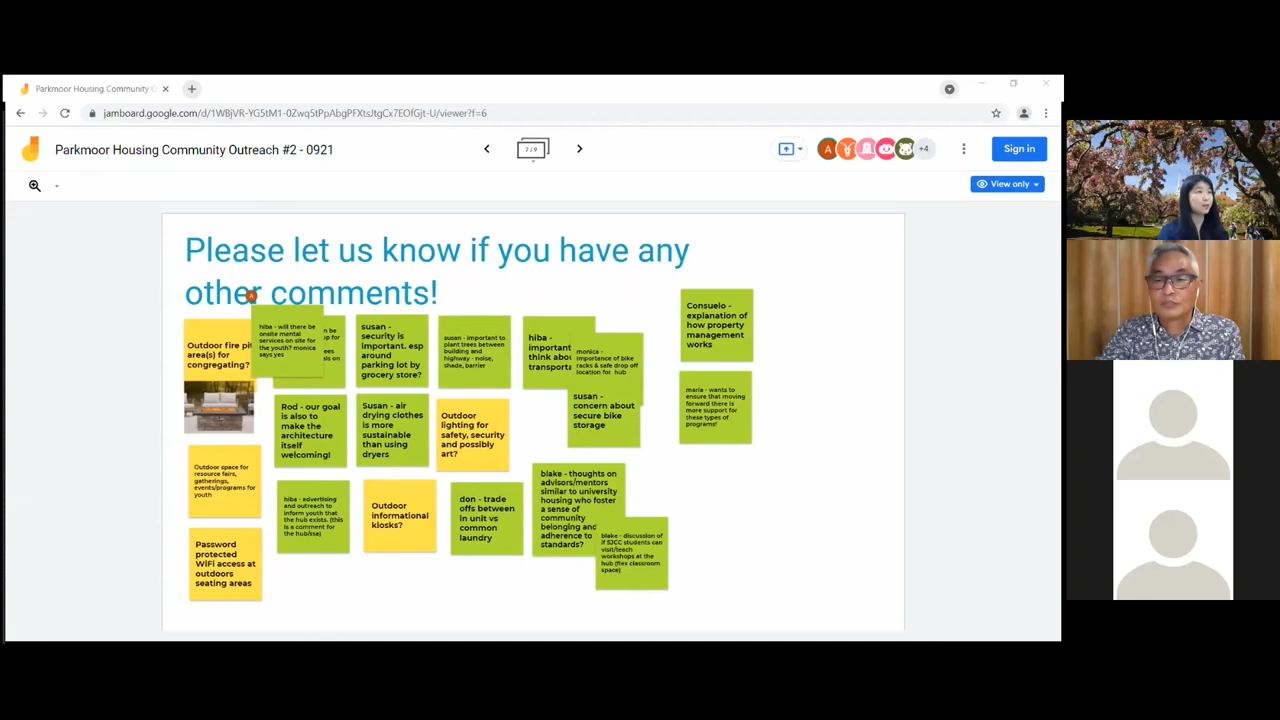 Parkmoor Housing Community O
jamboard.google.com/d/1WBjVR-YG5tM1-0Zwq5tPpAbgPFXtsJtgCx7EOfGjt-U/viewer?f=6
Parkmoor Housing Community Outreach #2 - 0921
7/9
A
+4
Sign in
View only
Please let us know if you have any
other comments!
A
Outdoor fire pit
area(s) for
congregating?
hiba - will there be
onsite mental
services on site for
the youth? monica
says yes
susan -
security is
important. esp
around
parking lot by
grocery store?
susan - important to
plant trees between
building and
highway - noise,
shade, barrier
hiba -
important
think about
monica -
importance of bike
racks & safe drop off
location for hub
Consuelo -
explanation of
how property
management
works
Rod - our goal
is also to
make the
architecture
itself
welcoming!
Susan - air
drying clothes
is more
sustainable
than using
dryers
Outdoor
lighting for
safety, security
and possibly
art?
susan -
concern about
secure bike
storage
maria - wants to
ensure that moving
forward there is
more support for
these types of
programs!
Outdoor space for
resource fairs,
gatherings,
events/programs for
youth
hiba - advertising
and outreach to
inform youth that
the hub exists. (this
is a comment for
the hub/ssa)
Outdoor
informational
kiosks?
don - trade
offs between
in unit vs
common
laundry
blake - thoughts on
advisors/mentors
similar to university
housing who foster
a sense of
community
belonging and
adherence to
standards?
blake - discussion of
if SJCC students can
visit/teach
workshops at the
hub (flex classroom
space)
Password
protected
WiFi access at
outdoors
seating areas